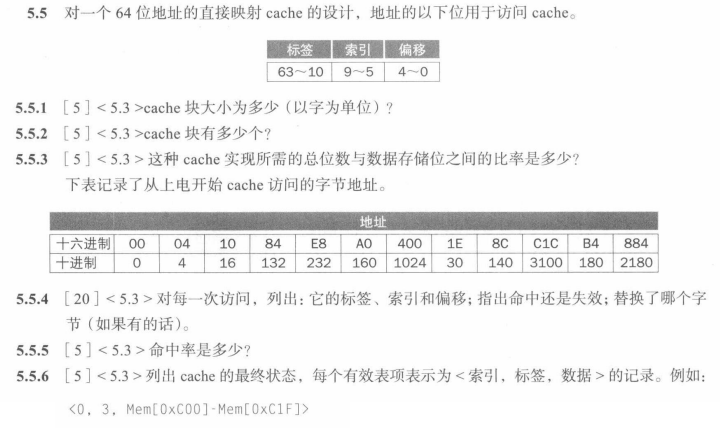 5.5 对一个 64 位地址的直接映射 cache 的设计，地址的以下位用于访问 cache。
标签 索引 偏移
63～10 9～5 4～0
5.5.1 ［5］< 5.3 >cache 块大小为多少（以字为单位）？
5.5.2 ［5］< 5.3 >cache 块有多少个？
5.5.3 ［5］< 5.3 > 这种 cache 实现所需的总位数与数据存储位之间的比率是多少？
下表记录了从上电开始 cache 访问的字节地址。
地址
十六进制 00 04 10 84 E8 A0 400 1E 8C C1C B4 884
十进制 0 4 16 132 232 160 1024 30 140 3100 180 2180
5.5.4 ［20］< 5.3 > 对每一次访问，列出：它的标签、索引和偏移；指出命中还是失效；替换了哪个字
节（如果有的话）。
5.5.5 ［5］< 5.3 > 命中率是多少？
5.5.6 ［5］< 5.3 > 列出 cache 的最终状态，每个有效表项表示为 < 索引，标签，数据 > 的记录。例如：
<0, 3, Mem[0xC00]-Mem[0xC1F]>